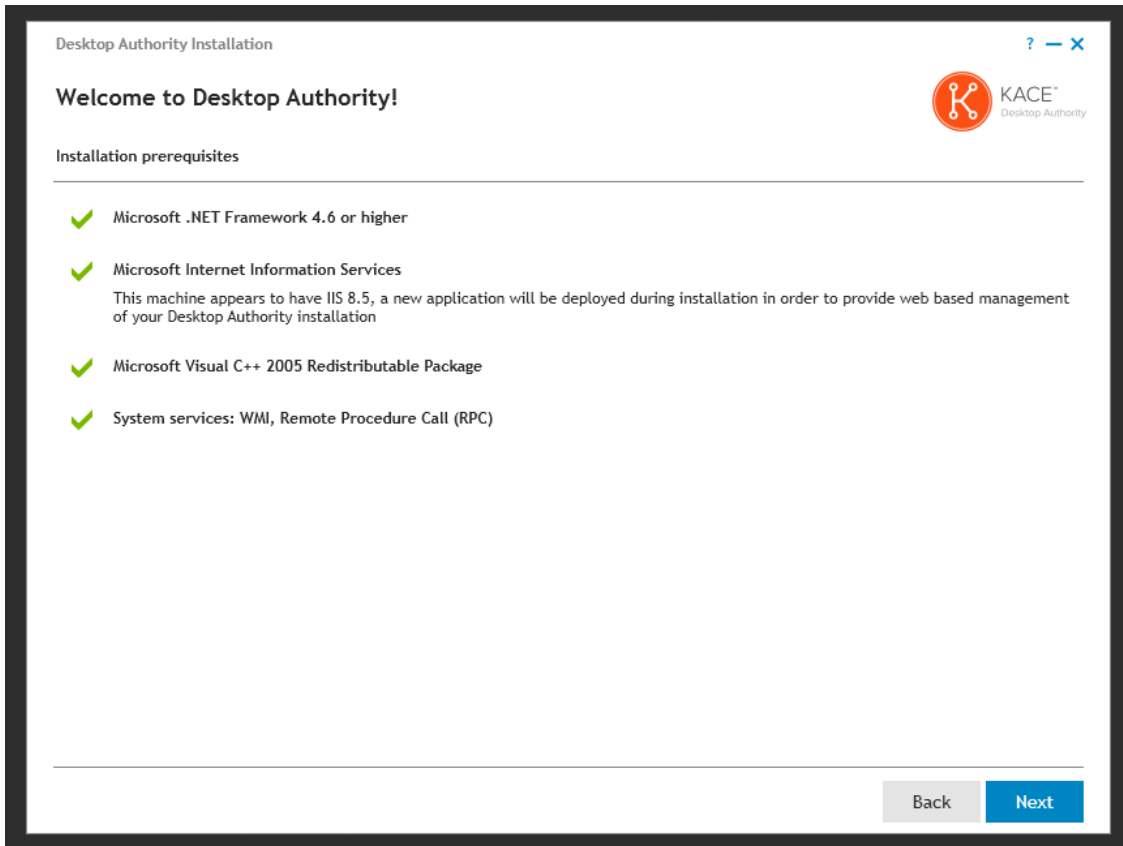 Desktop Authority Installation
?
Welcome to Desktop Authority!
KACE™
Desktop Authority
Installation prerequisites
Microsoft .NET Framework 4.6 or higher
Microsoft Internet Information Services
This machine appears to have IIS 8.5, a new application will be deployed during installation in order to provide web based management
of your Desktop Authority installation
Microsoft Visual C++ 2005 Redistributable Package
System services: WMI, Remote Procedure Call (RPC)
Back
Next